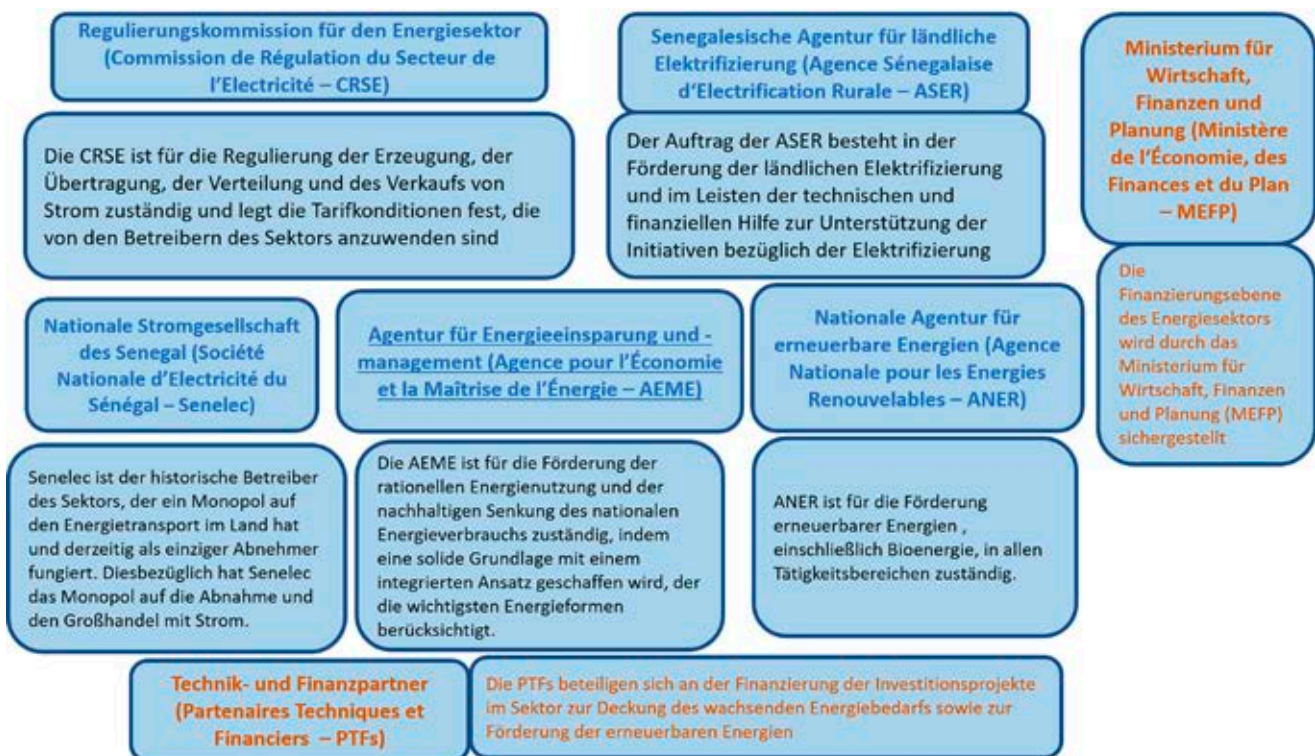 Regulierungskommission für den Energiesektor
(Commission de Régulation du Secteur de
l'Electricité – CRSE)
Die CRSE ist für die Regulierung der Erzeugung, der
Übertragung, der Verteilung und des Verkaufs von
Strom zuständig und legt die Tarifkonditionen fest, die
von den Betreibern des Sektors anzuwenden sind
Senegalesische Agentur für ländliche
Elektrifizierung (Agence Sénégalaise
d'Electrification Rurale – ASER)
Der Auftrag der ASER besteht in der
Förderung der ländlichen Elektrifizierung
und im Leisten der technischen und
finanziellen Hilfe zur Unterstützung der
Initiativen bezüglich der Elektrifizierung
Ministerium für
Wirtschaft,
Finanzen und
Planung (Ministère
de l'Économie, des
Finances et du Plan
– MEFP)
Die
Finanzierungsebene
des Energiesektors
wird durch das
Ministerium für
Wirtschaft, Finanzen
und Planung (MEFP)
sichergestellt
Nationale Stromgesellschaft
des Senegal (Société
Nationale d'Electricité du
Sénégal – Senelec)
Senelec ist der historische Betreiber
des Sektors, der ein Monopol auf
den Energietransport im Land hat
und derzeitig als einziger Abnehmer
fungiert. Diesbezüglich hat Senelec
das Monopol auf die Abnahme und
den Großhandel mit Strom.
Agentur für Energieeinsparung und -
management (Agence pour l'Économie
et la Maîtrise de l'Énergie – AEME)
Die AEME ist für die Förderung der
rationellen Energienutzung und der
nachhaltigen Senkung des nationalen
Energieverbrauchs zuständig, indem
eine solide Grundlage mit einem
integrierten Ansatz geschaffen wird, der
die wichtigsten Energieformen
berücksichtigt.
Nationale Agentur für
erneuerbare Energien (Agence
Nationale pour les Energies
Renouvelables – ANER)
ANER ist für die Förderung
erneuerbarer Energien ,
einschließlich Bioenergie, in allen
Tätigkeitsbereichen zuständig.
Technik- und Finanzpartner
(Partenaires Techniques et
Financiers – PTFs)
Die PTFs beteiligen sich an der Finanzierung der Investitionsprojekte
im Sektor zur Deckung des wachsenden Energiebedarfs sowie zur
Förderung der erneuerbaren Energien